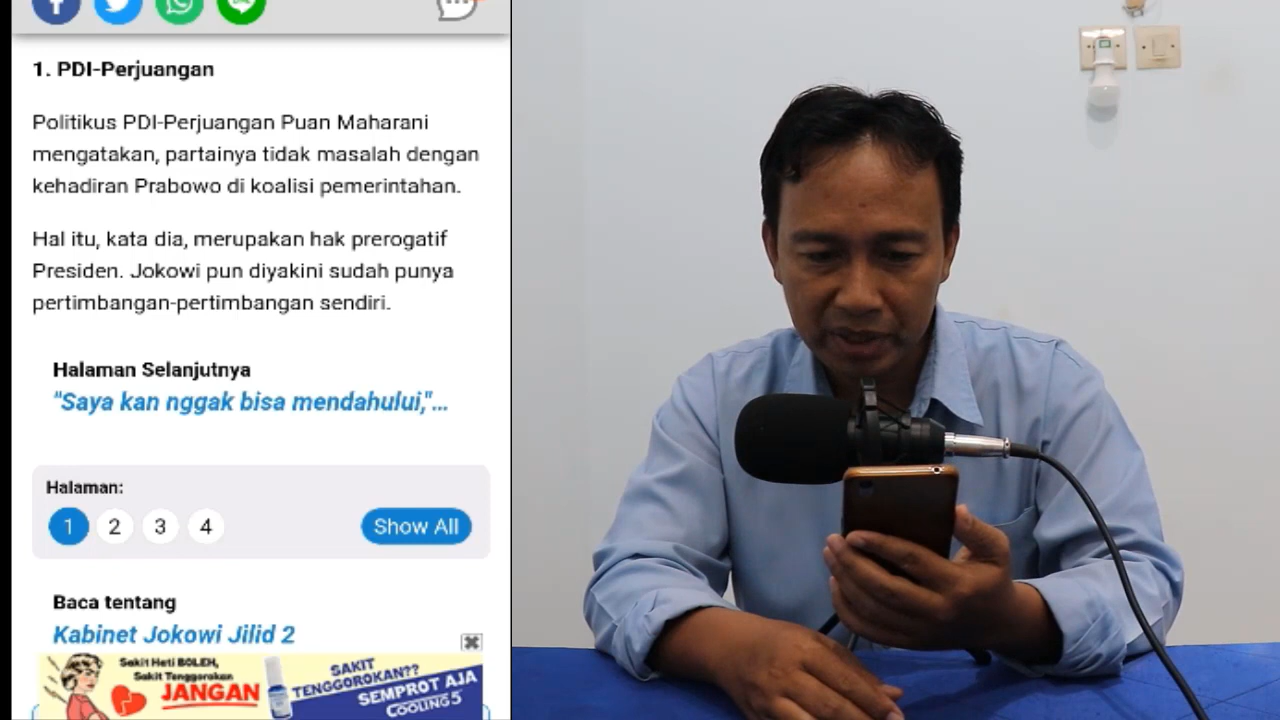 1. PDI-Perjuangan
Politikus PDI-Perjuangan Puan Maharani
mengatakan, partainya tidak masalah dengan
kehadiran Prabowo di koalisi pemerintahan.
Hal itu, kata dia, merupakan hak prerogatif
Presiden. Jokowi pun diyakini sudah punya
pertimbangan-pertimbangan sendiri.
Halaman Selanjutnya
"Saya kan nggak bisa mendahului,"...
Halaman:
1 2 3 4 Show All
Baca tentang
Kabinet Jokowi Jilid 2
Sakit Hati BOLEH,
Sakit Tenggorokan
JANGAN
SAKIT
TENGGOROKAN??
SEMPROT AJA
COOLING 5